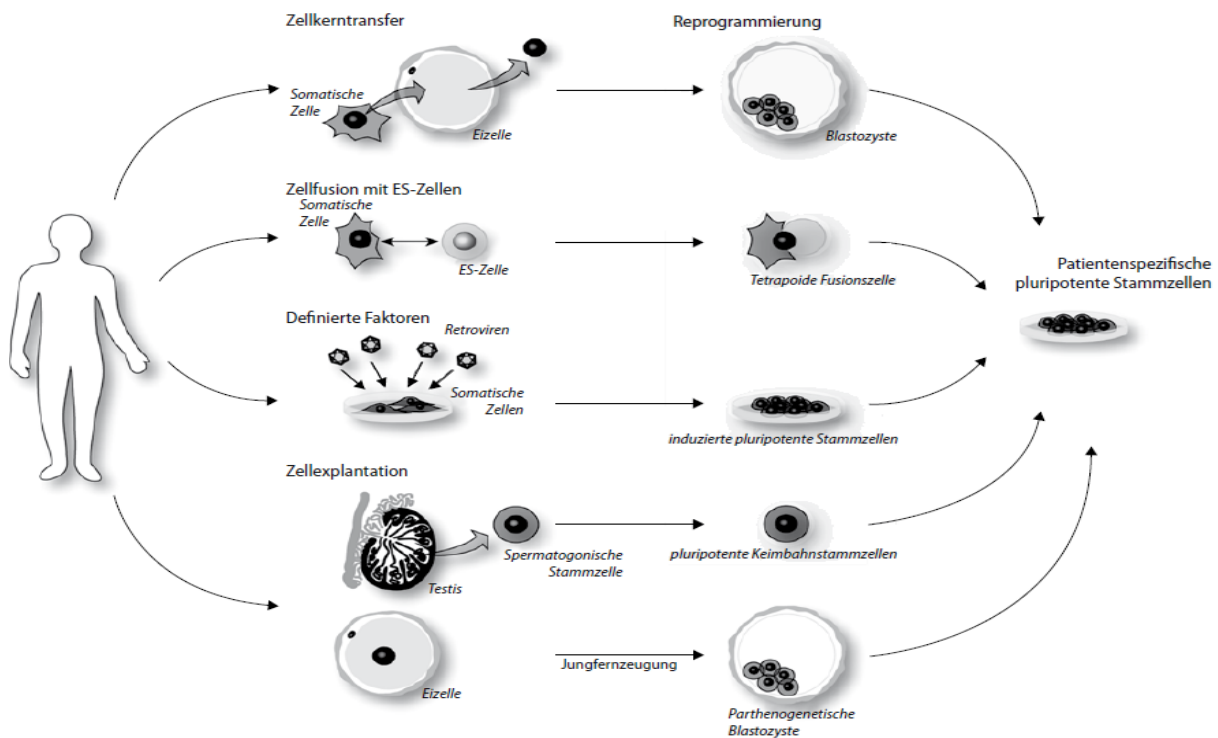 Zellkerntransfer
Reprogrammierung
Somatische
Zelle
Eizelle
Blastozyste
Zellfusion mit ES-Zellen
Somatische
Zelle
ES-Zelle
Tetrapoide Fusionszelle
Patientenspezifische
pluripotente Stammzellen
Definierte Faktoren
Retroviren
Somatische
Zellen
induzierte pluripotente Stammzellen
Zellexplantation
Testis
Spermatogonische
Stammzelle
pluripotente Keimbahnstammzellen
Eizelle
Jungfernzeugung
Parthenogenetische
Blastozyste